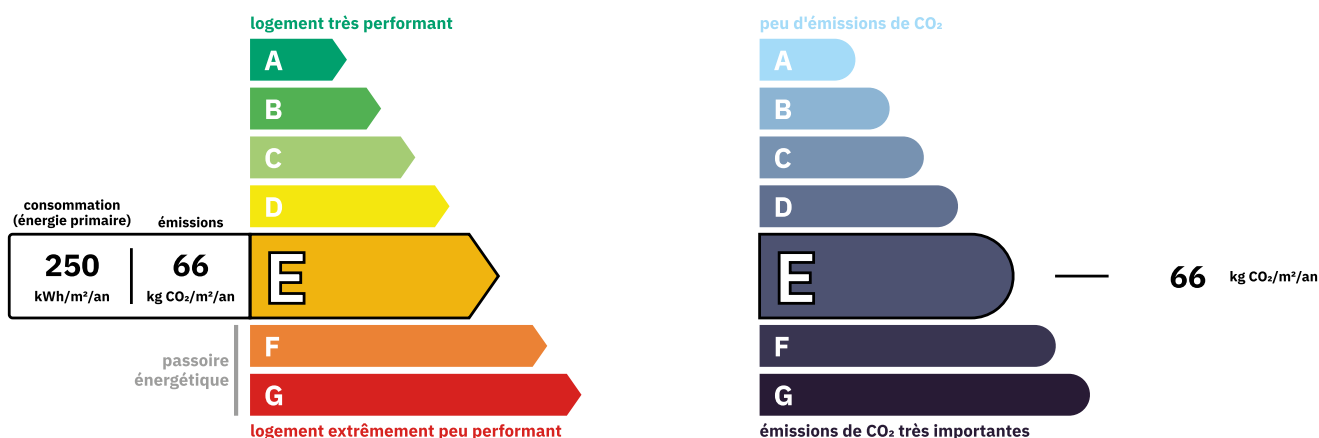 logement très performant
A
B
C
D
consommation
(énergie primaire)
émissions
250
kWh/m²/an
66
kg CO₂/m²/an
E
passoire
énergétique
F
G
logement extrêmement peu performant
peu d'émissions de CO₂
A
B
C
D
E
66
kg CO₂/m²/an
F
G
émissions de CO₂ très importantes